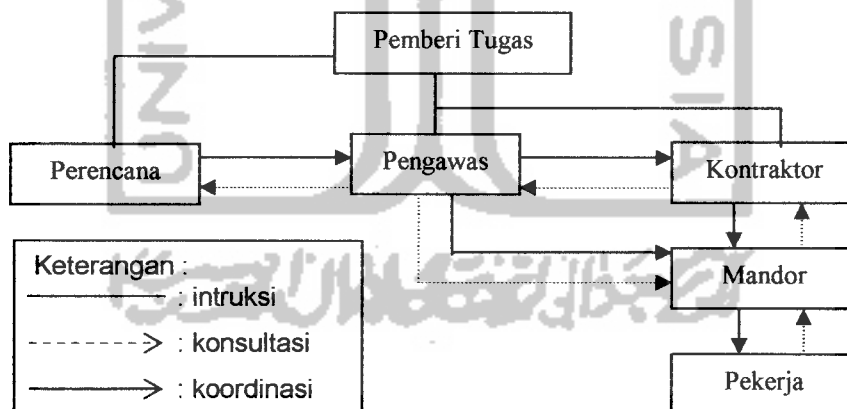 Pemberi Tugas
Perencana
Pengawas
Kontraktor
Mandor
Pekerja
Keterangan :
: intruksi
: konsultasi
: koordinasi